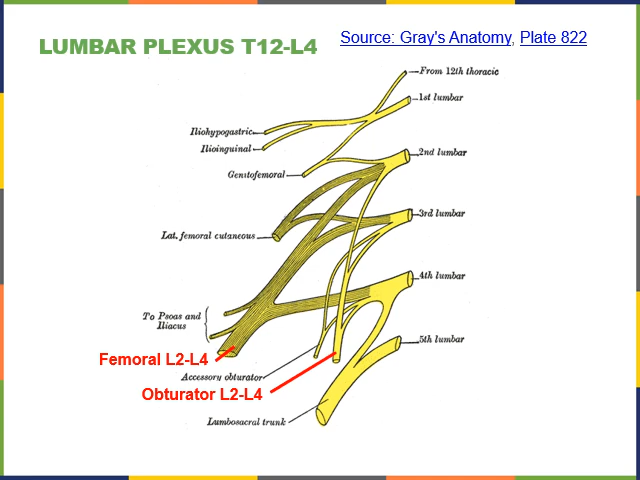 LUMBAR PLEXUS T12-L4
Source: Gray's Anatomy, Plate 822
From 12th thoracic
1st lumbar
Iliohypogastric
Ilioinguinal
2nd lumbar
Genitofemoral
3rd lumbar
Lat. femoral cutaneous
4th lumbar
To Psoas and
Iliacus
5th lumbar
Femoral L2-L4
Accessory obturator
Obturator L2-L4
Lumbosacral trunk